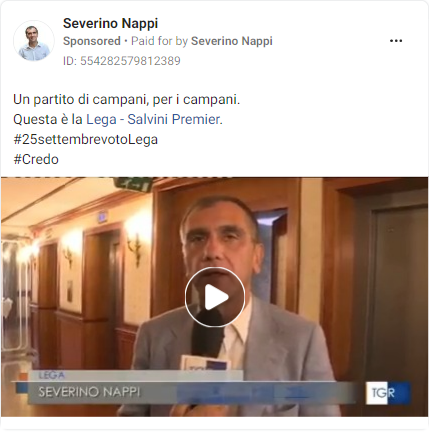 Severino Nappi
Sponsored • Paid for by Severino Nappi
ID: 554282579812389
Un partito di campani, per i campani.
Questa è la Lega - Salvini Premier.
#25settembrevotoLega
#Credo
LEGA
SEVERINO NAPPI
TGR